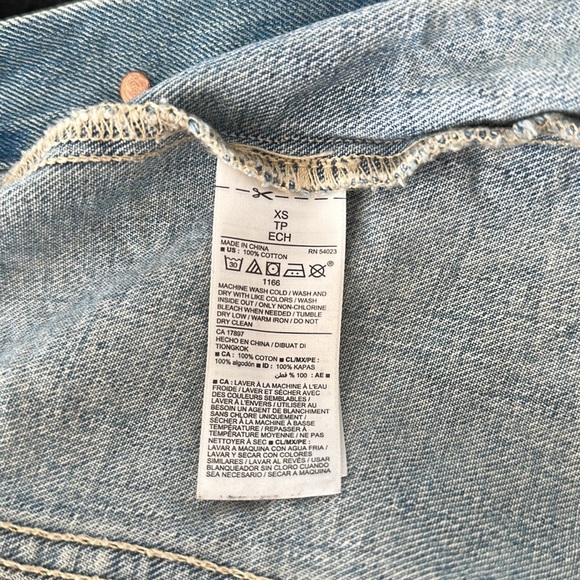 XS
TP
ECH
MADE IN CHINA RN 54023
■ US: 100% COTTON
30
1166
MACHINE WASH COLD / WASH AND
DRY WITH LIKE COLORS / WASH
INSIDE OUT / ONLY NON-CHLORINE
BLEACH WHEN NEEDED / TUMBLE
DRY LOW / WARM IRON / DO NOT
DRY CLEAN
CA 17897
HECHO EN CHINA / DIBUAT DI
TIONGKOK
■ CA : 100% COTON ■ CL/MX/PE :
100% algodón ■ ID : 100% KAPAS
■ AE : 100 % قطن
■ CA : LAVER À LA MACHINE À L'EAU
FROIDE / LAVER ET SÉCHER AVEC
DES COULEURS SEMBLABLES /
LAVER À L'ENVERS / UTILISER AU
BESOIN UN AGENT DE BLANCHIMENT
SANS CHLORE UNIQUEMENT /
SÉCHER À LA MACHINE À BASSE
TEMPÉRATURE / REPASSER À
TEMPÉRATURE MOYENNE / NE PAS
NETTOYER À SEC ■ CL/MX/PE :
LAVAR A MAQUINA CON AGUA FRIA /
LAVAR Y SECAR CON COLORES
SIMILARES / LAVAR AL REVÉS / USAR
BLANQUEADOR SIN CLORO CUANDO
SEA NECESARIO / SECAR A